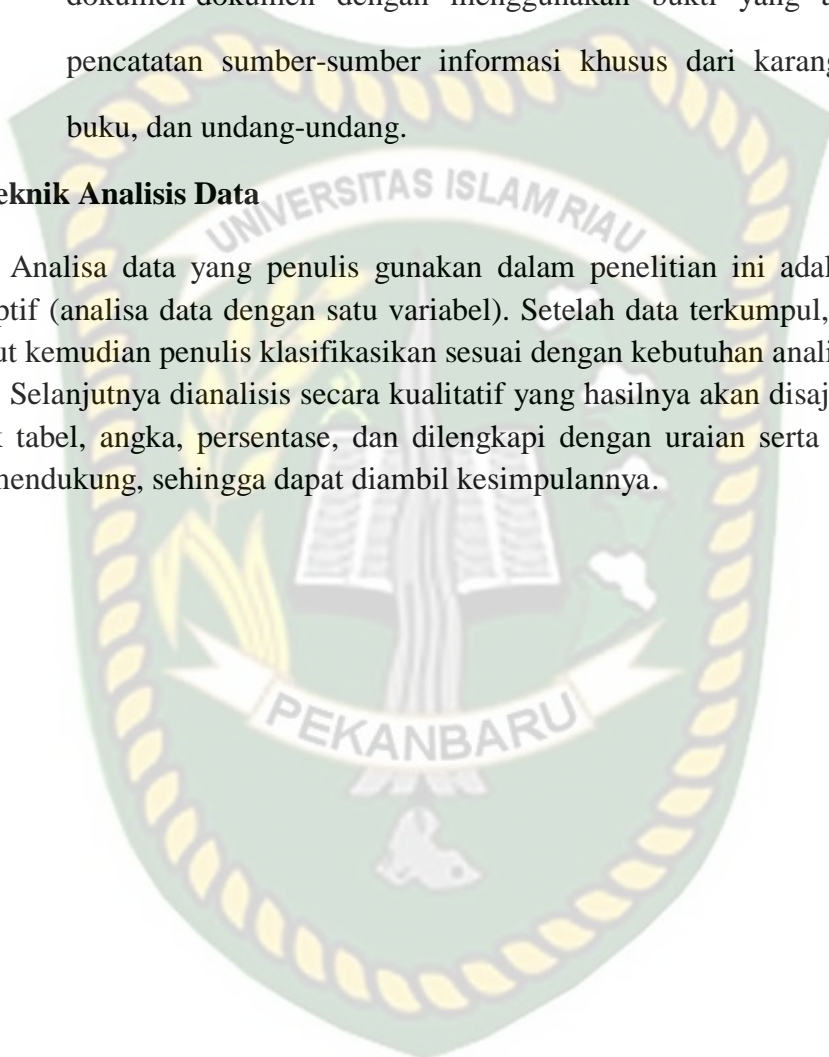 dokumen-dokumen dengan menggunakan bukti yang a
pencatatan sumber-sumber informasi khusus dari karang
buku, dan undang-undang.
eknik Analisis Data
UNIVERSITAS ISLAM RIAU
Analisa data yang penulis gunakan dalam penelitian ini adal
ptif (analisa data dengan satu variabel). Setelah data terkumpul,
ut kemudian penulis klasifikasikan sesuai dengan kebutuhan anali
Selanjutnya dianalisis secara kualitatif yang hasilnya akan disaj
k tabel, angka, persentase, dan dilengkapi dengan uraian serta
mendukung, sehingga dapat diambil kesimpulannya.
PEKANBARU